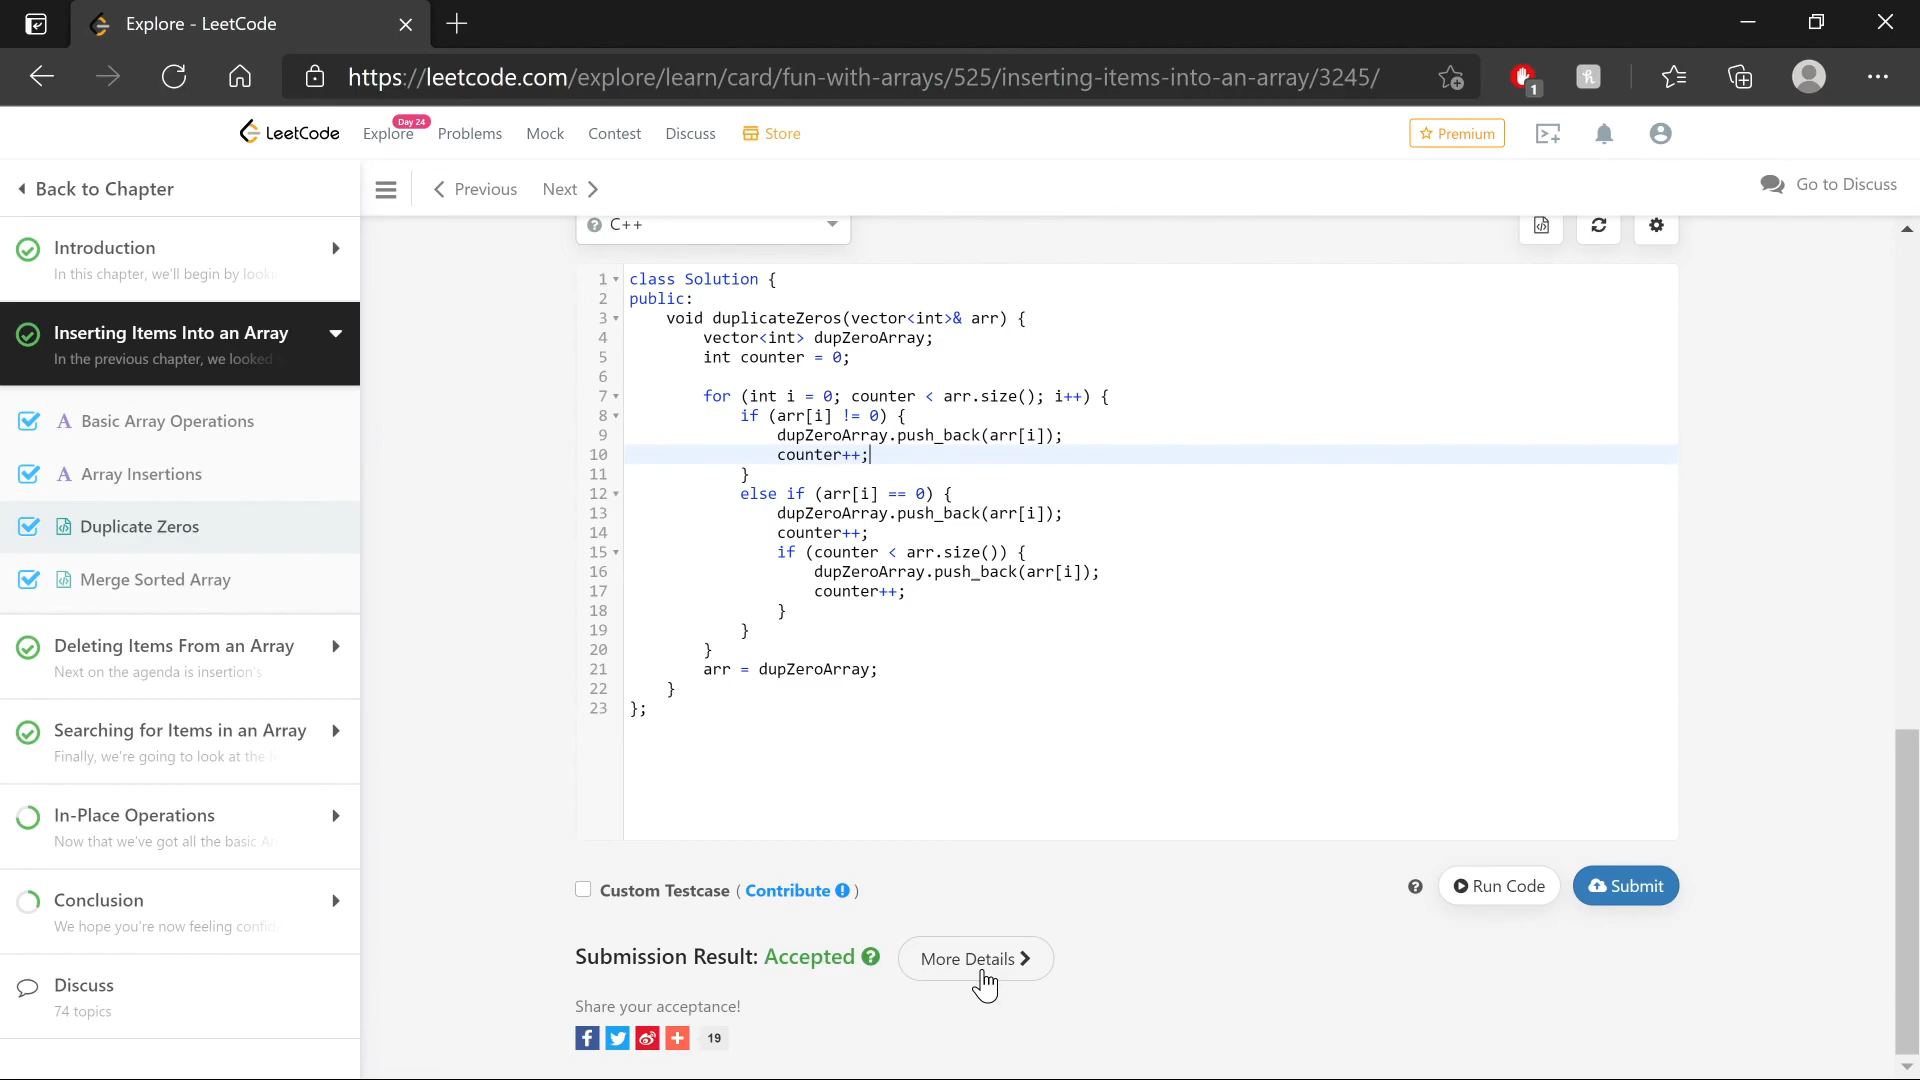 Explore - LeetCode
https://leetcode.com/explore/learn/card/fun-with-arrays/525/inserting-items-into-an-array/3245/
1
LeetCode Explore Day 24 Problems Mock Contest Discuss Store
Premium
Back to Chapter
Previous Next
Go to Discuss
Introduction
In this chapter, we'll begin by
Inserting Items Into an Array
In the previous chapter, we looked
Basic Array Operations
Array Insertions
Duplicate Zeros
Merge Sorted Array
Deleting Items From an Array
Next on the agenda is insertion's
Searching for Items in an Array
Finally, we're going to look at the
In-Place Operations
Now that we've got all the basic
Conclusion
We hope you're now feeling
Discuss
74 topics
C++
1 class Solution {
2 public:
3     void duplicateZeros(vector<int>& arr) {
4         vector<int> dupZeroArray;
5         int counter = 0;
6
7         for (int i = 0; counter < arr.size(); i++) {
8             if (arr[i] != 0) {
9                 dupZeroArray.push_back(arr[i]);
10                 counter++;
11             }
12             else if (arr[i] == 0) {
13                 dupZeroArray.push_back(arr[i]);
14                 counter++;
15                 if (counter < arr.size()) {
16                     dupZeroArray.push_back(arr[i]);
17                     counter++;
18                 }
19             }
20         }
21         arr = dupZeroArray;
22     }
23 };
Custom Testcase ( Contribute )
Run Code
Submit
Submission Result: Accepted
More Details
Share your acceptance!
19